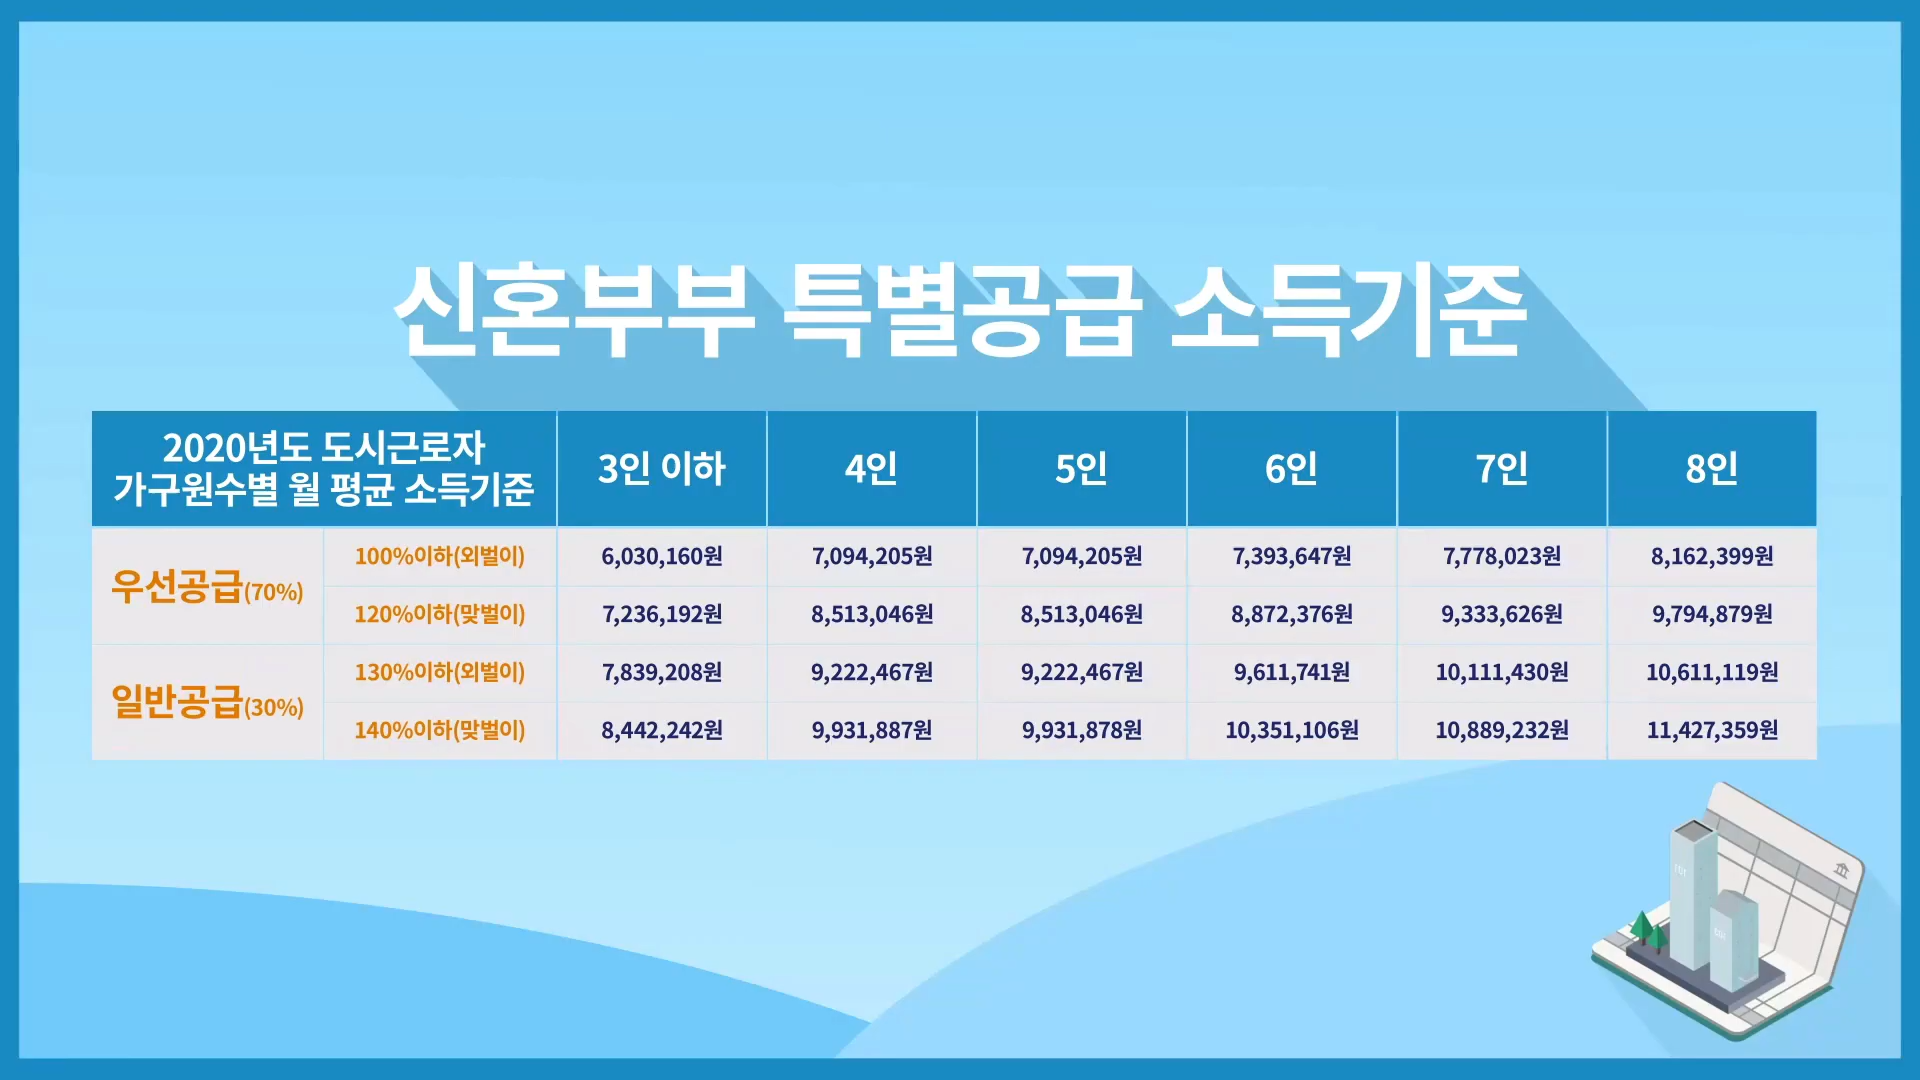 신혼부부 특별공급 소득기준
2020년도 도시근로자
가구원수별 월 평균 소득기준
3인 이하 4인 5인 6인 7인 8인
우선공급(70%)
100%이하(외벌이) 6,030,160원 7,094,205원 7,094,205원 7,393,647원 7,778,023원 8,162,399원
120%이하(맞벌이) 7,236,192원 8,513,046원 8,513,046원 8,872,376원 9,333,626원 9,794,879원
일반공급(30%)
130%이하(외벌이) 7,839,208원 9,222,467원 9,222,467원 9,611,741원 10,111,430원 10,611,119원
140%이하(맞벌이) 8,442,242원 9,931,887원 9,931,878원 10,351,106원 10,889,232원 11,427,359원